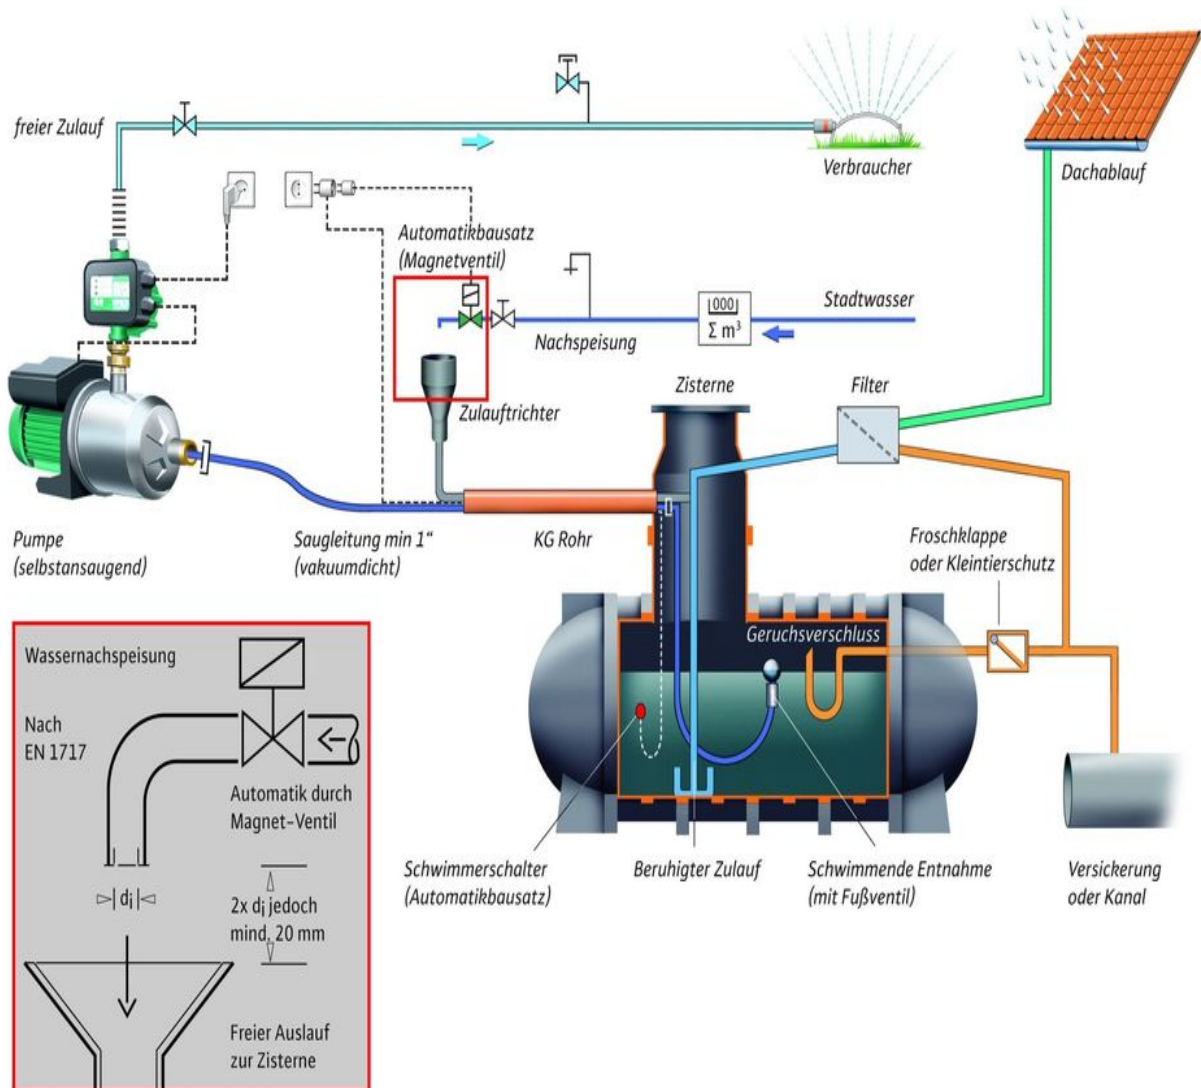 freier Zulauf
Verbraucher
Dachablauf
Automatikbausatz
(Magnetventil)
000
Σ m³
Stadtwasser
Nachspeisung
Zulauftrichter
Zisterne
Filter
Pumpe
(selbstansaugend)
Saugleitung min 1“
(vakuumdicht)
KG Rohr
Froschklappe
oder Kleintierschutz
Geruchsverschluss
Schwimmerschalter
(Automatikbausatz)
Beruhigter Zulauf
Schwimmende Entnahme
(mit Fußventil)
Versickerung
oder Kanal
Wassernachspeisung
Nach
EN 1717
Automatik durch
Magnet-Ventil
di
2x di jedoch
mind. 20 mm
Freier Auslauf
zur Zisterne